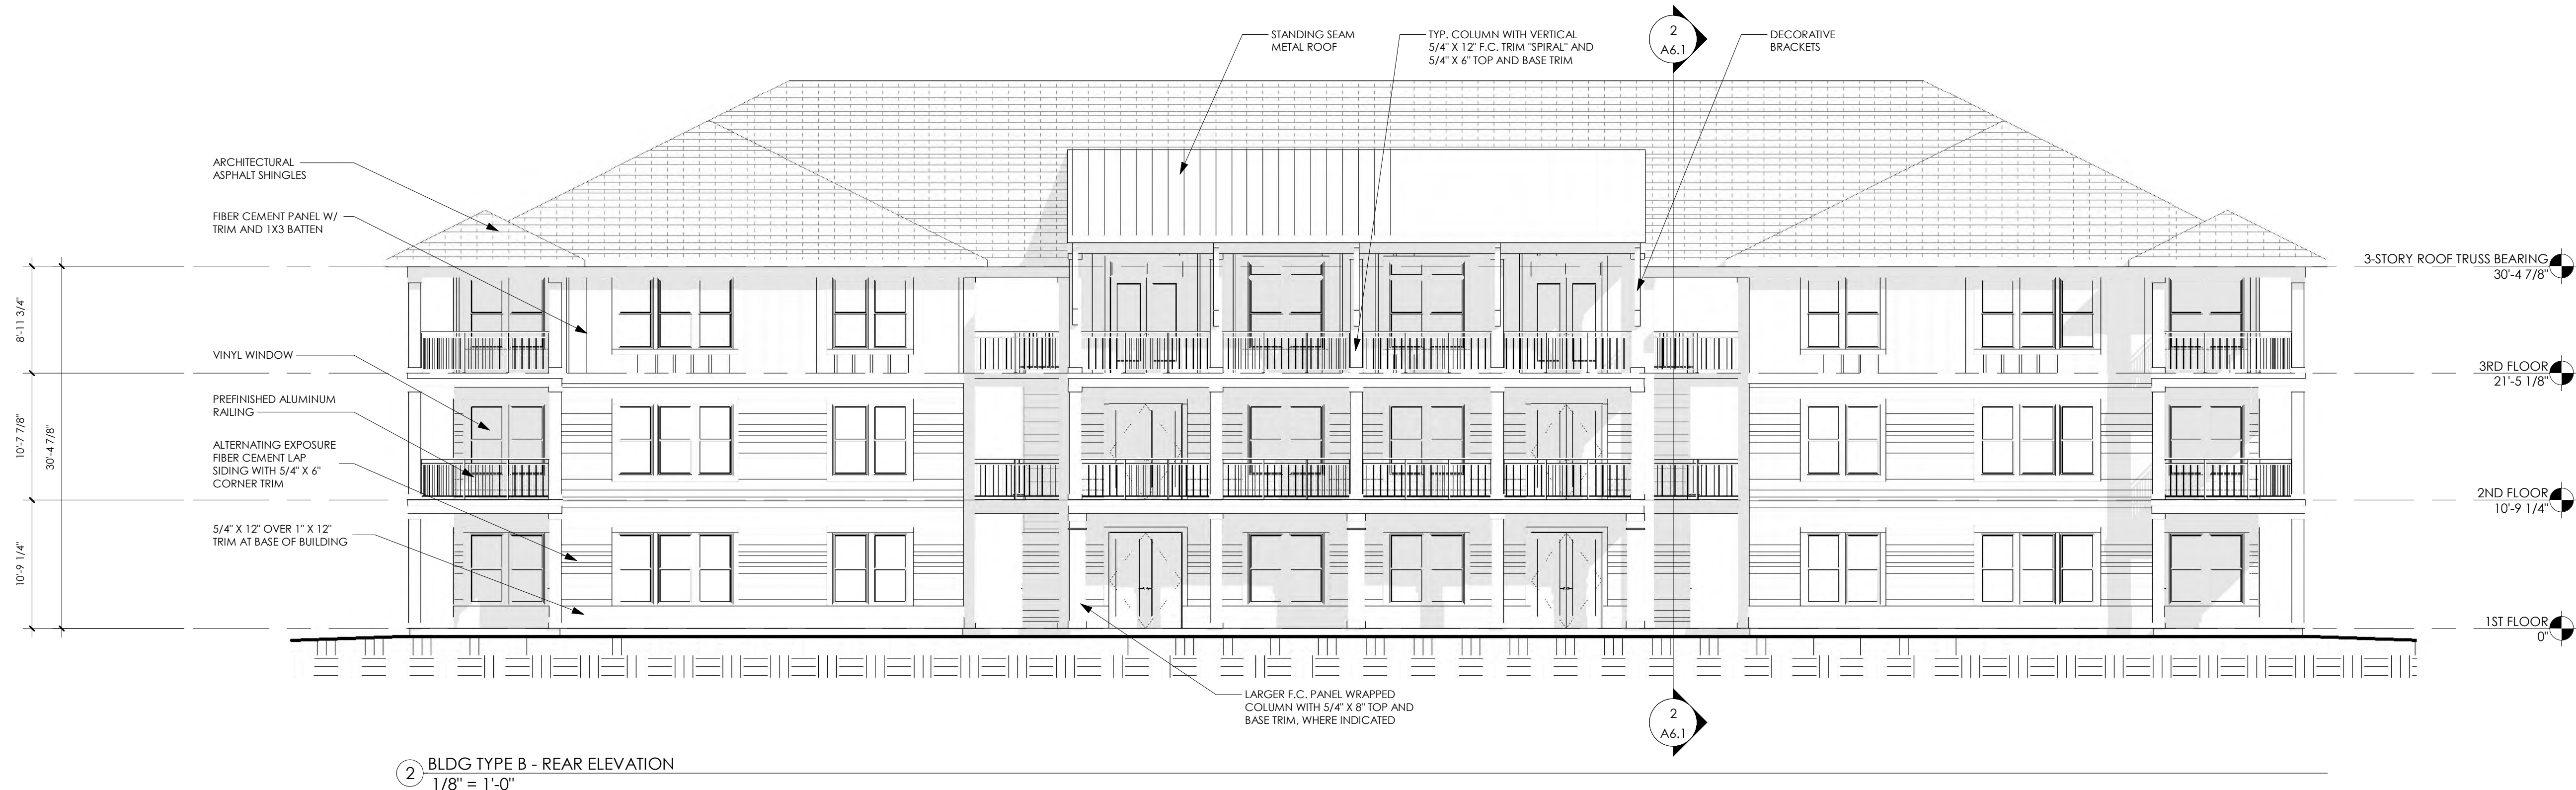 STANDING SEAM
METAL ROOF
TYP. COLUMN WITH VERTICAL
5/4" X 12" F.C. TRIM "SPIRAL" AND
5/4" X 6" TOP AND BASE TRIM
2
A6.1
DECORATIVE
BRACKETS
ARCHITECTURAL
ASPHALT SHINGLES
FIBER CEMENT PANEL W/
TRIM AND 1X3 BATTEN
VINYL WINDOW
PREFINISHED ALUMINUM
RAILING
ALTERNATING EXPOSURE
FIBER CEMENT LAP
SIDING WITH 5/4" X 6"
CORNER TRIM
5/4" X 12" OVER 1" X 12"
TRIM AT BASE OF BUILDING
8'-11 3/4"
10'-7 7/8"
10'-9 1/4"
30'-4 7/8"
3-STORY ROOF TRUSS BEARING
30'-4 7/8"
3RD FLOOR
21'-5 1/8"
2ND FLOOR
10'-9 1/4"
1ST FLOOR
0"
LARGER F.C. PANEL WRAPPED
COLUMN WITH 5/4" X 8" TOP AND
BASE TRIM, WHERE INDICATED
2
A6.1
2
BLDG TYPE B - REAR ELEVATION
1/8" = 1'-0"